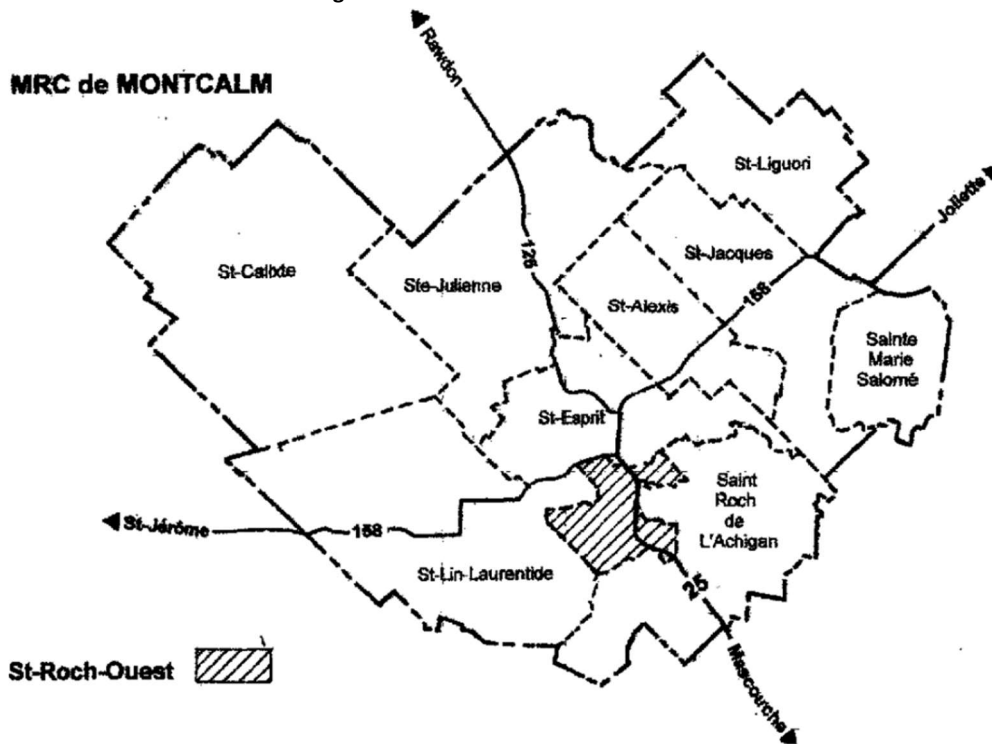 Rawdon
MRC de MONTCALM
St-Liguori
Joliette
St-Calixte
Ste-Julienne
125
St-Jacques
158
St-Alexis
Sainte
Marie
Salomé
St-Esprit
Saint
Roch
de
L'Achigan
St-Jérôme
158
St-Lin-Laurentide
25
St-Roch-Ouest
Mascouche